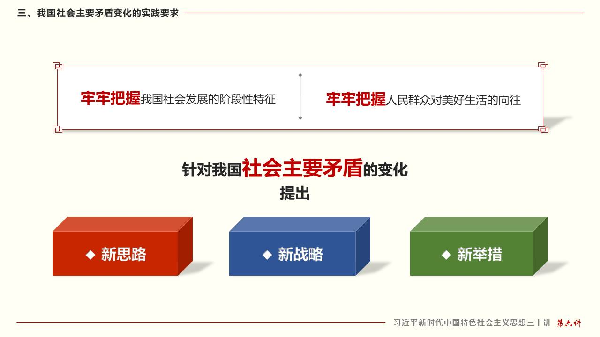 三、我国社会主要矛盾变化的实践要求
牢牢把握我国社会发展的阶段性特征
牢牢把握人民群众对美好生活的向往
针对我国社会主要矛盾的变化
提出
◆ 新思路
◆ 新战略
◆ 新举措
习近平新时代中国特色社会主义思想三十讲 第六讲